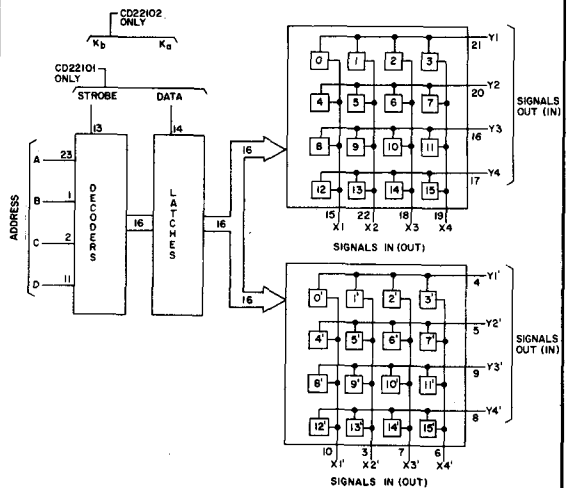 CD22102
ONLY
Kb Ka
CD22101
ONLY
STROBE DATA
13 14
ADDRESS
A 23
B 1
C 2
D 11
DECODERS
16
LATCHES
16
16
16
Y1
21
0 1 2 3
Y2
20
4 5 6 7
Y3
16
8 9 10 11
Y4
17
12 13 14 15
15 22 18 19
X1 X2 X3 X4
SIGNALS IN (OUT)
SIGNALS
OUT (IN)
Y1'
4
0' 1' 2' 3'
Y2'
5
4' 5' 6' 7'
Y3'
9
8' 9' 10' 11'
Y4'
8
12' 13' 14' 15'
10 3 7 6
X1' X2' X3' X4'
SIGNALS IN (OUT)
SIGNALS
OUT (IN)